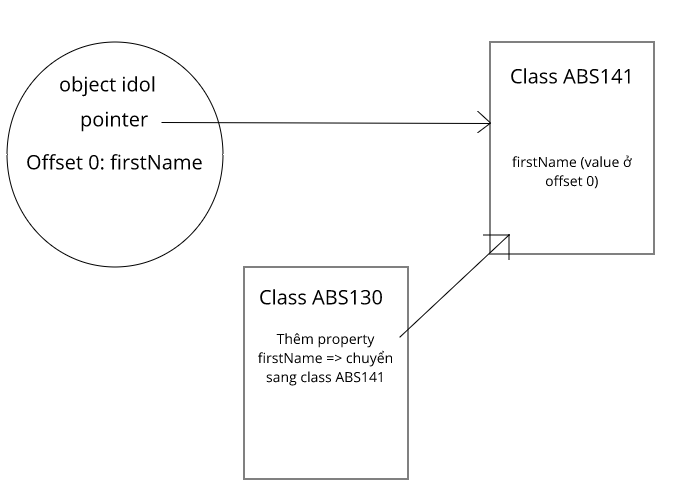 object idol
pointer
Offset 0: firstName
Class ABS141
firstName (value ở
offset 0)
Class ABS130
Thêm property
firstName => chuyển
sang class ABS141